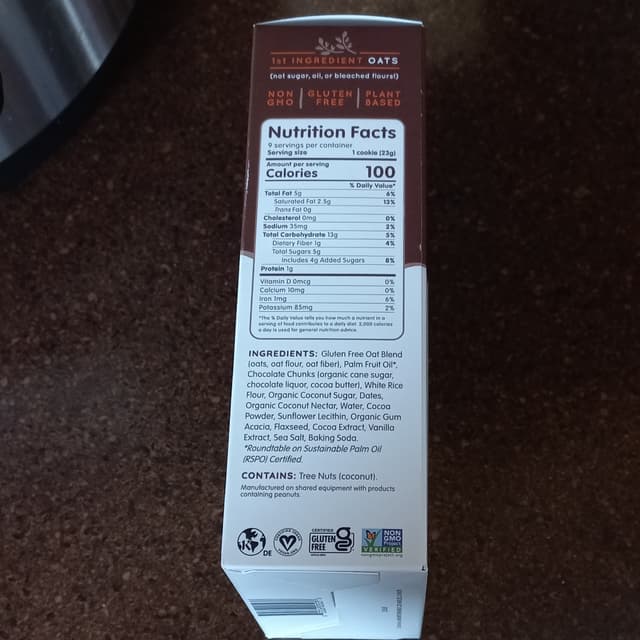 1st INGREDIENT OATS
(not sugar, oil, or bleached flours!)
NON GMO | GLUTEN FREE | PLANT BASED
Nutrition Facts
9 servings per container
Serving size 1 cookie (23g)
Amount per serving
Calories 100
% Daily Value*
Total Fat 5g 6%
Saturated Fat 2.5g 13%
Trans Fat 0g
Cholesterol 0mg 0%
Sodium 35mg 2%
Total Carbohydrate 13g 5%
Dietary Fiber 1g 4%
Total Sugars 5g
Includes 4g Added Sugars 8%
Protein 1g
Vitamin D 0mcg 0%
Calcium 10mg 0%
Iron 1mg 6%
Potassium 85mg 2%
*The % Daily Value tells you how much a nutrient in a
serving of food contributes to a daily diet. 2,000 calories
a day is used for general nutrition advice.
INGREDIENTS: Gluten Free Oat Blend
(oats, oat flour, oat fiber), Palm Fruit Oil*,
Chocolate Chunks (organic cane sugar,
chocolate liquor, cocoa butter), White Rice
Flour, Organic Coconut Sugar, Dates,
Organic Coconut Nectar, Water, Cocoa
Powder, Sunflower Lecithin, Organic Gum
Acacia, Flaxseed, Cocoa Extract, Vanilla
Extract, Sea Salt, Baking Soda.
*Roundtable on Sustainable Palm Oil
(RSPO) Certified.
CONTAINS: Tree Nuts (coconut).
Manufactured on shared equipment with products
containing peanuts.
K DE
V
CERTIFIED
GLUTEN
FREE
NON
GMO
Project
VERIFIED
nongmoproject.org